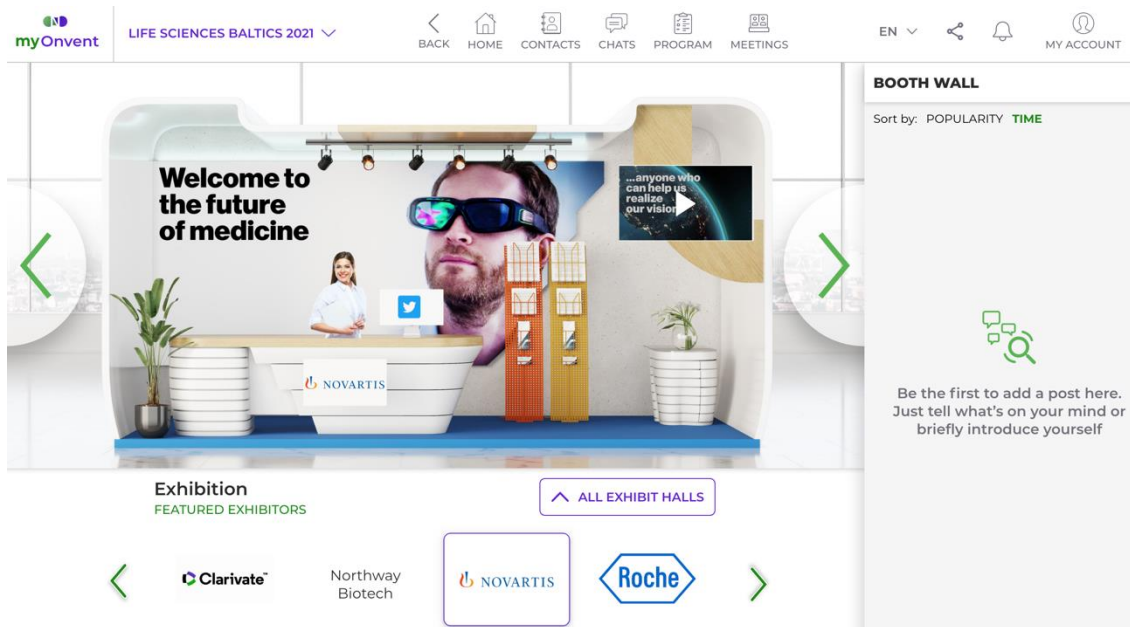 myOnvent
LIFE SCIENCES BALTICS 2021
BACK
HOME
CONTACTS
CHATS
PROGRAM
MEETINGS
EN
MY ACCOUNT
BOOTH WALL
Sort by: POPULARITY TIME
Welcome to
the future
of medicine
...anyone who
can help us
realize
our vision
NOVARTIS
Be the first to add a post here.
Just tell what's on your mind or
briefly introduce yourself
Exhibition
FEATURED EXHIBITORS
ALL EXHIBIT HALLS
Clarivate™
Northway
Biotech
NOVARTIS
Roche